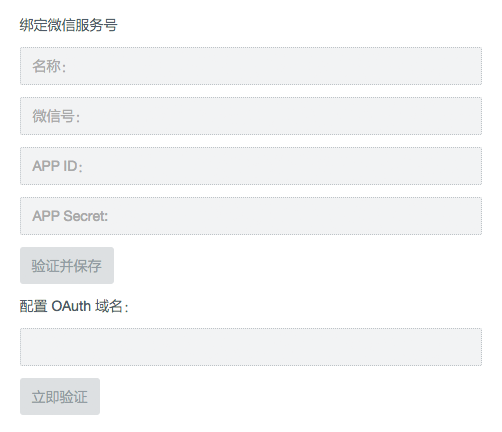 绑定微信服务号
名称：
微信号：
APP ID：
APP Secret:
验证并保存
配置 OAuth 域名：
立即验证